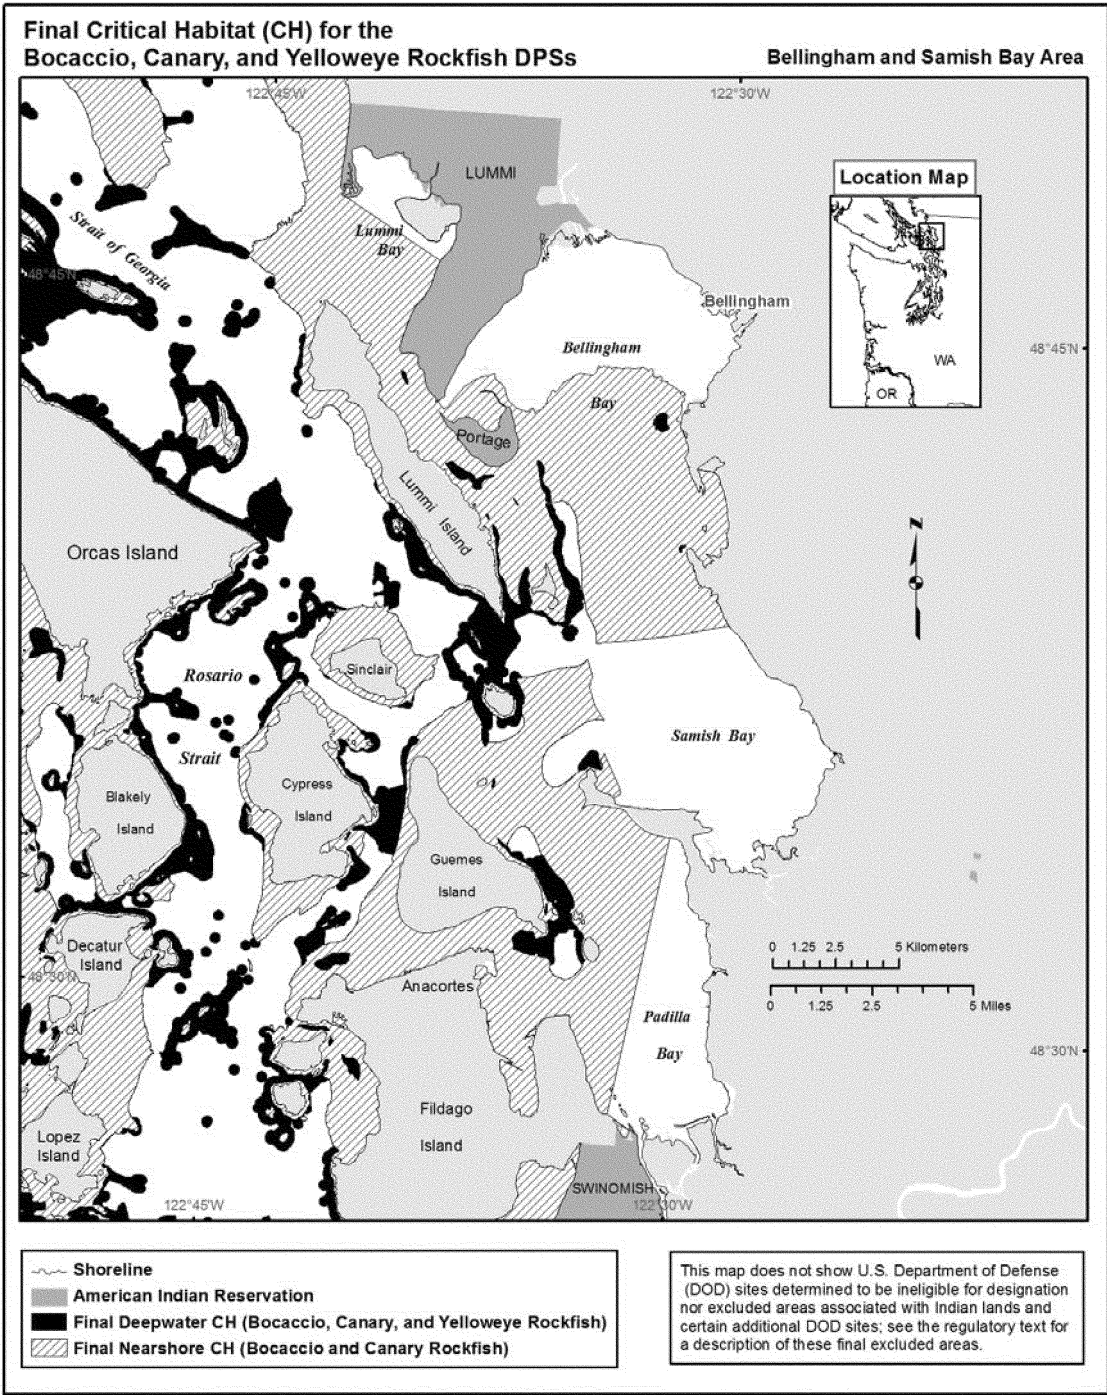 Final Critical Habitat (CH) for the
Bocaccio, Canary, and Yelloweye Rockfish DPSs
Bellingham and Samish Bay Area
122°45'W
122°30'W
LUMMI
Location Map
WA
OR
Strait of Georgia
Lummi
Bay
48°45'N
Bellingham
Bellingham
48°45'N
Bay
Portage
Lummi Island
Orcas Island
N
Rosario
Sinclair
Strait
Samish Bay
Cypress
Island
Blakely
Island
Guemes
Island
Decatur
Island
48°30'N
Anacortes
0 1.25 2.5 5 Kilometers
0 1.25 2.5 5 Miles
Padilla
Bay
48°30'N
Fildago
Island
Lopez
Island
SWINOMISH
122°45'W
122°30'W
Shoreline
American Indian Reservation
Final Deepwater CH (Bocaccio, Canary, and Yelloweye Rockfish)
Final Nearshore CH (Bocaccio and Canary Rockfish)
This map does not show U.S. Department of Defense
(DOD) sites determined to be ineligible for designation
nor excluded areas associated with Indian lands and
certain additional DOD sites; see the regulatory text for
a description of these final excluded areas.